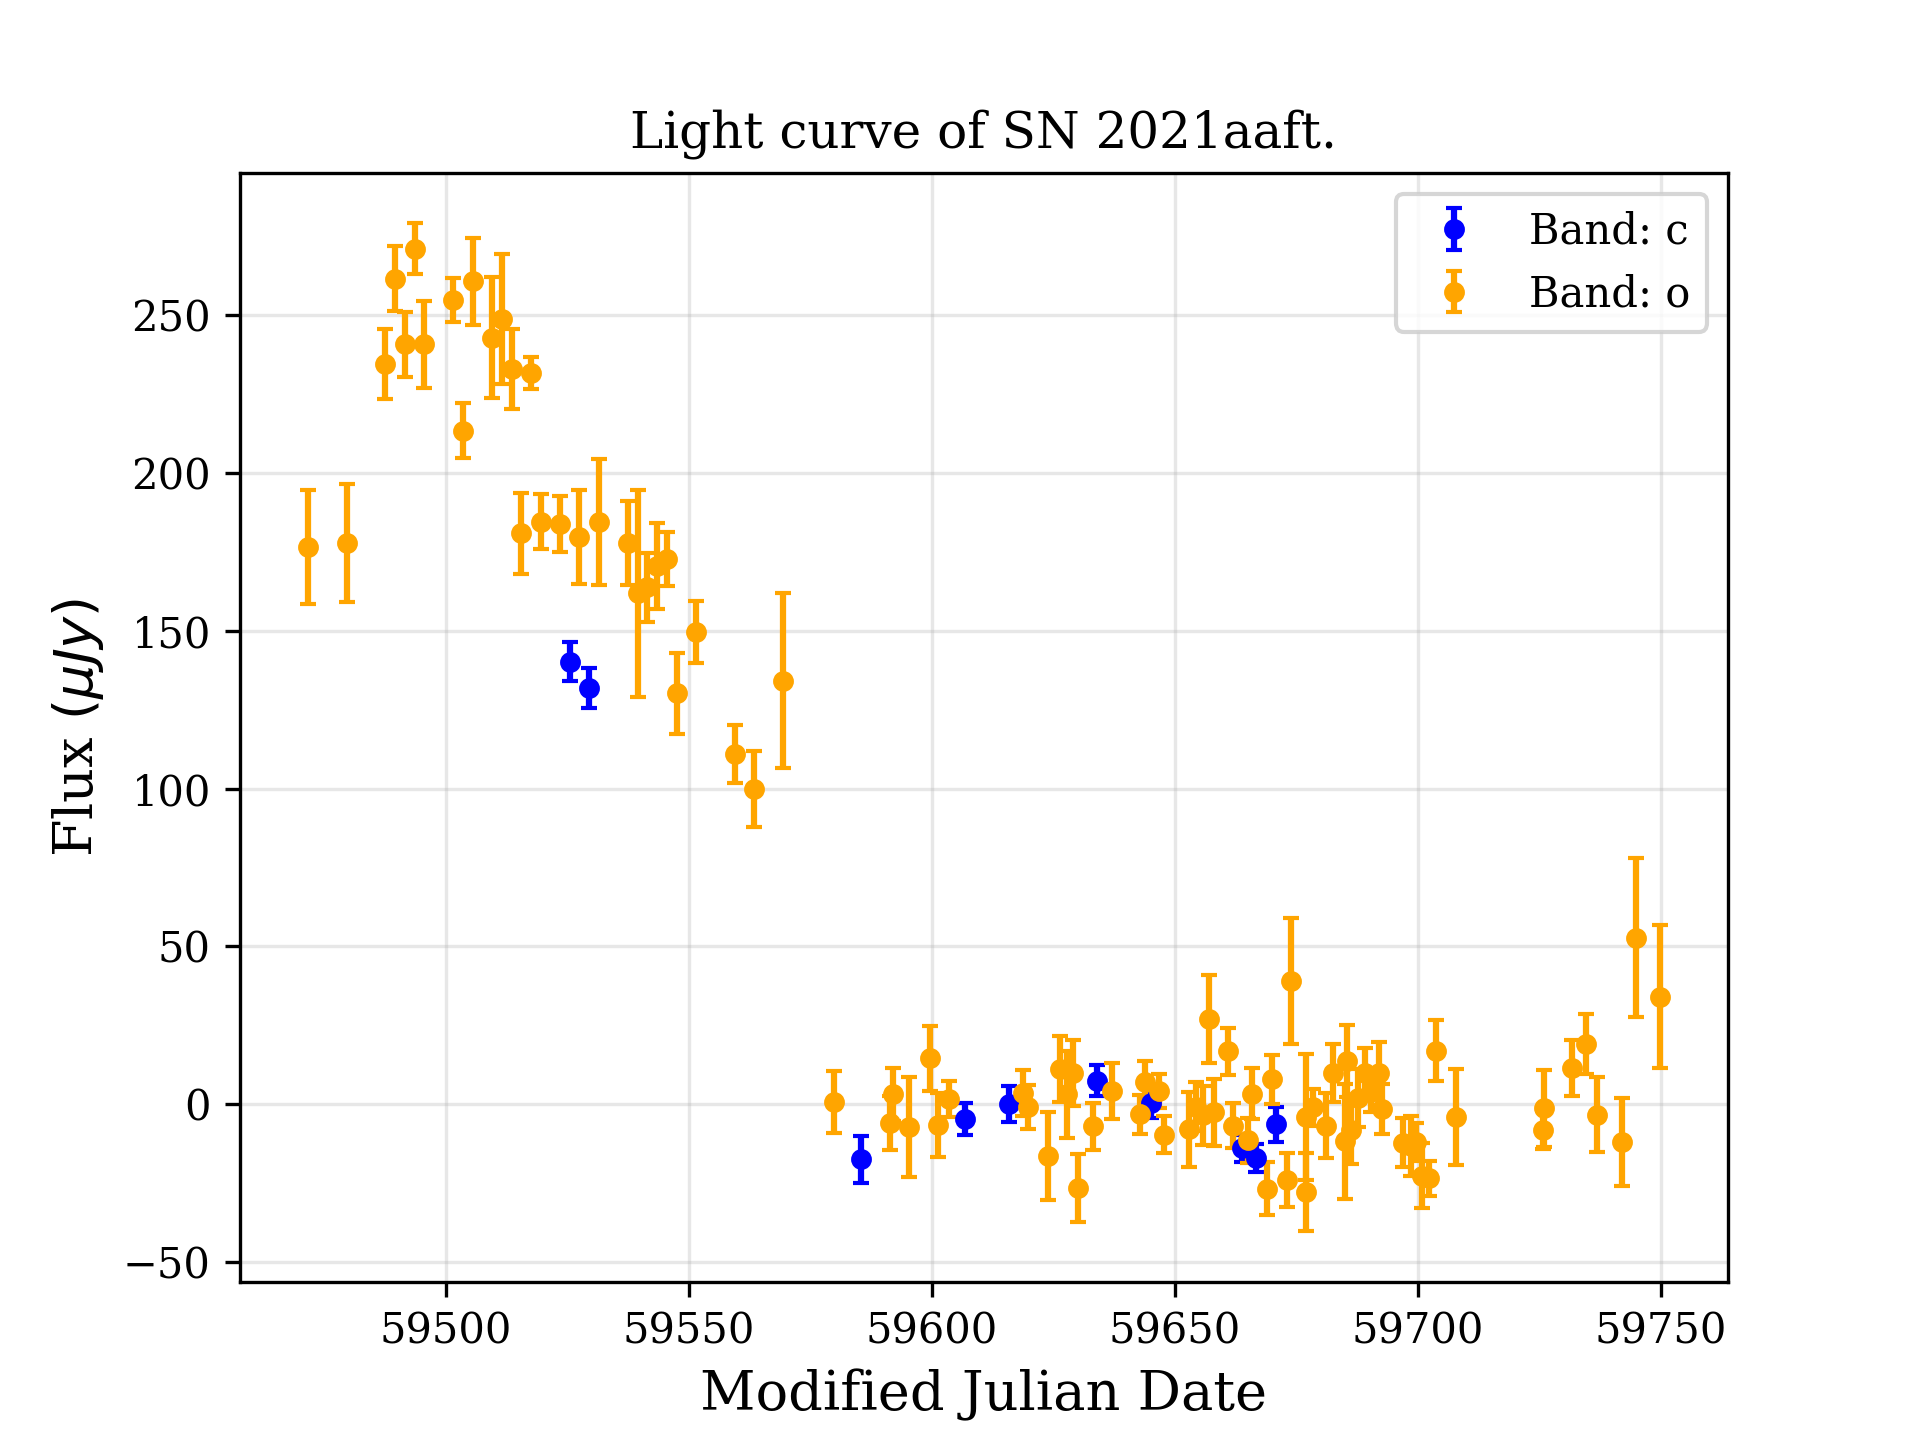 Light curve of SN 2021aaft.
Band: c
Band: o
250
200
150
100
50
0
−50
Flux (μJy)
59500 59550 59600 59650 59700 59750
Modified Julian Date